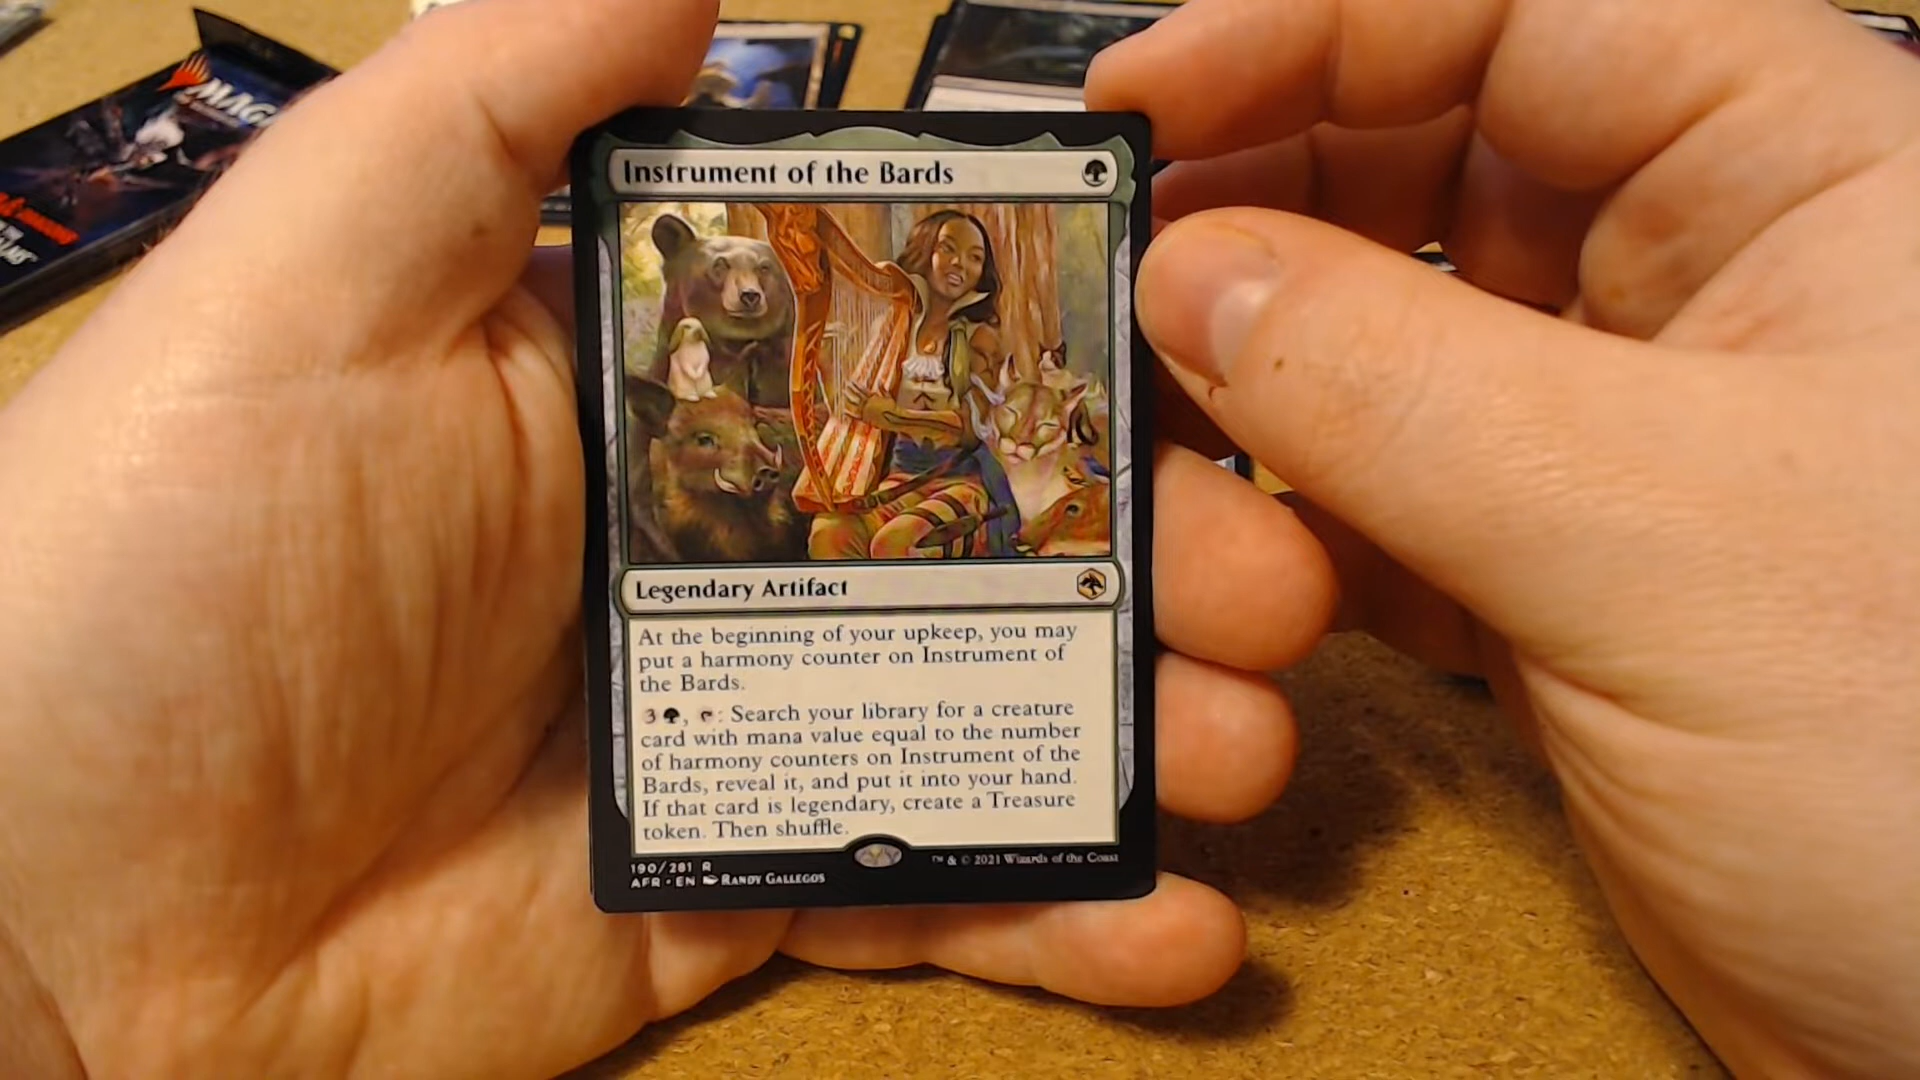 MAG
Instrument of the Bards
Legendary Artifact
At the beginning of your upkeep, you may
put a harmony counter on Instrument of
the Bards.
3 , : Search your library for a creature
card with mana value equal to the number
of harmony counters on Instrument of the
Bards, reveal it, and put it into your hand.
If that card is legendary, create a Treasure
token. Then shuffle.
190/281 R
AFR • EN Randy Gallegos
™ & © 2021 Wizards of the Coast